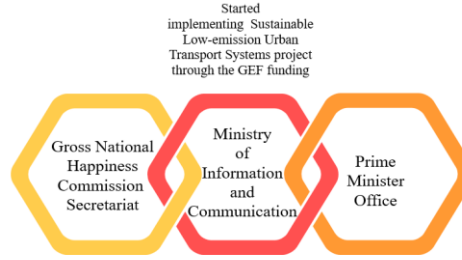 Started
implementing Sustainable
Low-emission Urban
Transport Systems project
through the GEF funding
Gross National
Happiness
Commission
Secretariat
Ministry
of
Information
and
Communication
Prime
Minister
Office